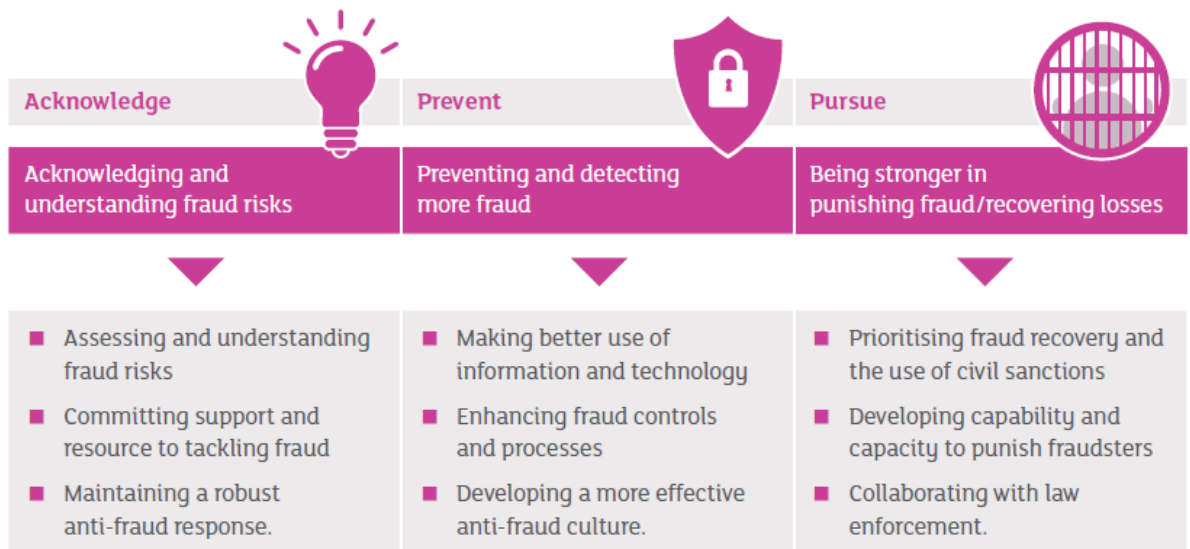 Acknowledge
Acknowledging and
understanding fraud risks
■ Assessing and understanding
fraud risks
■ Committing support and
resource to tackling fraud
■ Maintaining a robust
anti-fraud response.
Prevent
Preventing and detecting
more fraud
■ Making better use of
information and technology
■ Enhancing fraud controls
and processes
■ Developing a more effective
anti-fraud culture.
Pursue
Being stronger in
punishing fraud/recovering losses
■ Prioritising fraud recovery and
the use of civil sanctions
■ Developing capability and
capacity to punish fraudsters
■ Collaborating with law
enforcement.